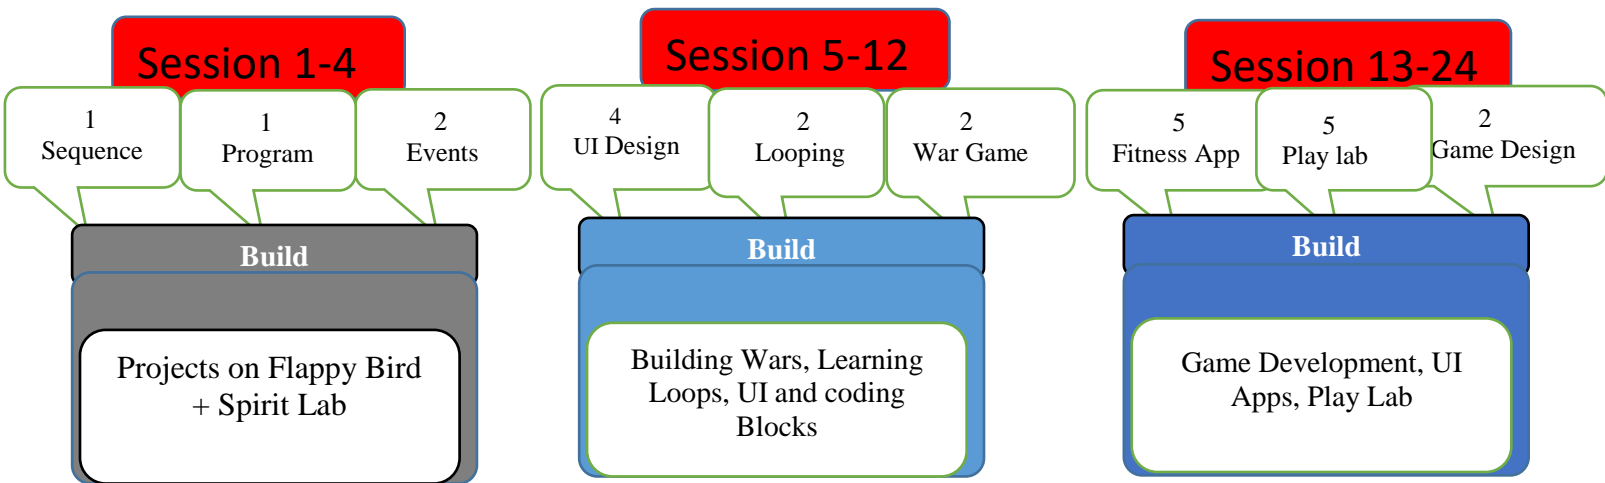 Session 1-4
1
Sequence
1
Program
2
Events
Build
Projects on Flappy Bird
+ Spirit Lab
Session 5-12
4
UI Design
2
Looping
2
War Game
Build
Building Wars, Learning
Loops, UI and coding
Blocks
Session 13-24
5
Fitness App
5
Play lab
2
Game Design
Build
Game Development, UI
Apps, Play Lab